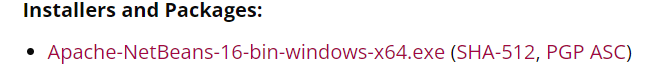 Installers and Packages:
• Apache-NetBeans-16-bin-windows-x64.exe (SHA-512, PGP ASC)